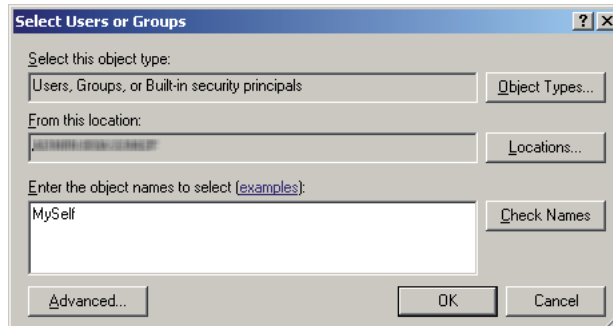 Select Users or Groups
Select this object type:
Users, Groups, or Built-in security principals
Object Types...
From this location:
Locations...
Enter the object names to select (examples):
MySelf
Check Names
Advanced...
OK
Cancel